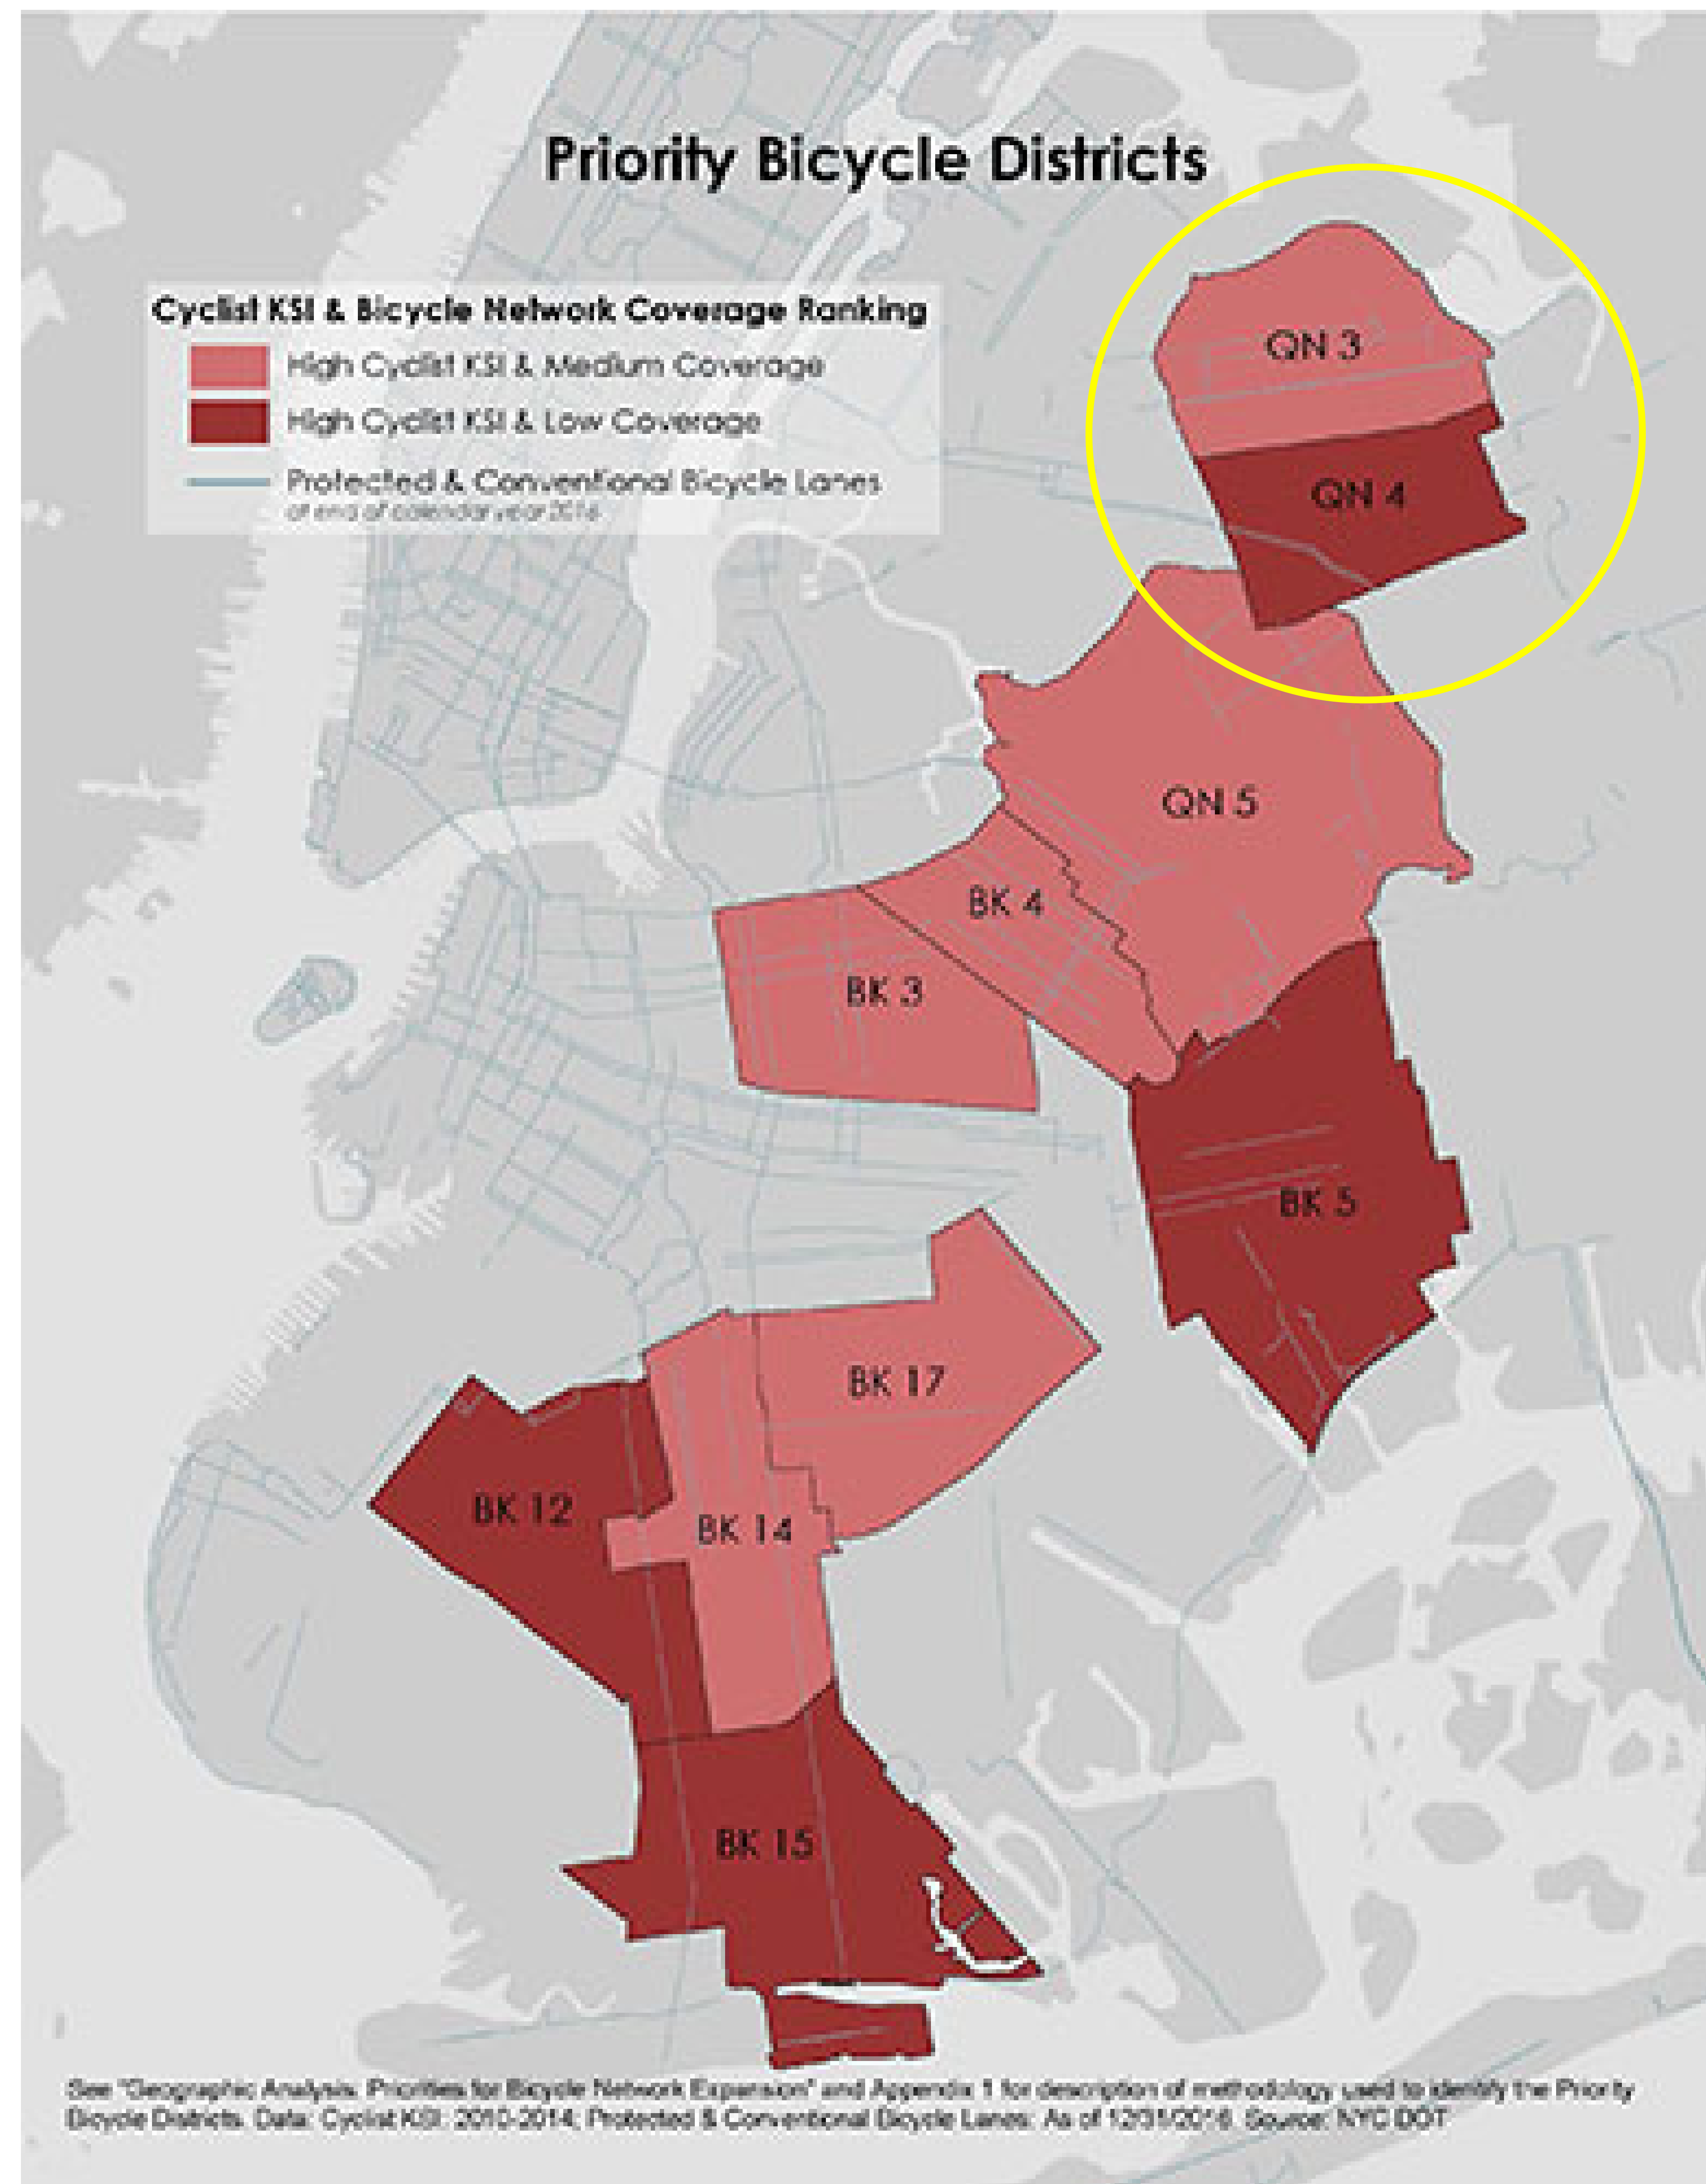 Priority Bicycle Districts
Cyclist KSI & Bicycle Network Coverage Ranking
High Cyclist KSI & Medium Coverage
High Cyclist KSI & Low Coverage
Protected & Conventional Bicycle Lanes
at end of calendar year 2016
QN 3
QN 4
QN 5
BK 4
BK 3
BK 5
BK 17
BK 12
BK 14
BK 15
See "Geographic Analysis: Priorities for Bicycle Network Expansion" and Appendix 1 for description of methodology used to identify the Priority
Bicycle Districts. Data: Cyclist KSI: 2010-2014; Protected & Conventional Bicycle Lanes: As of 12/31/2016. Source: NYC DOT